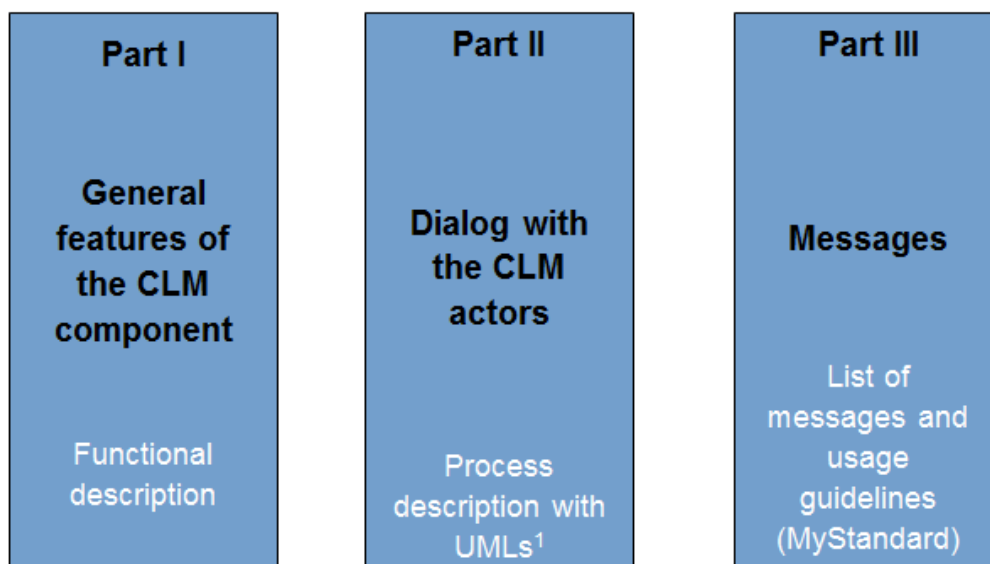 Part I
General
features of
the CLM
component
Functional
description
Part II
Dialog with
the CLM
actors
Process
description with
UMLs¹
Part III
Messages
List of
messages and
usage
guidelines
(MyStandard)